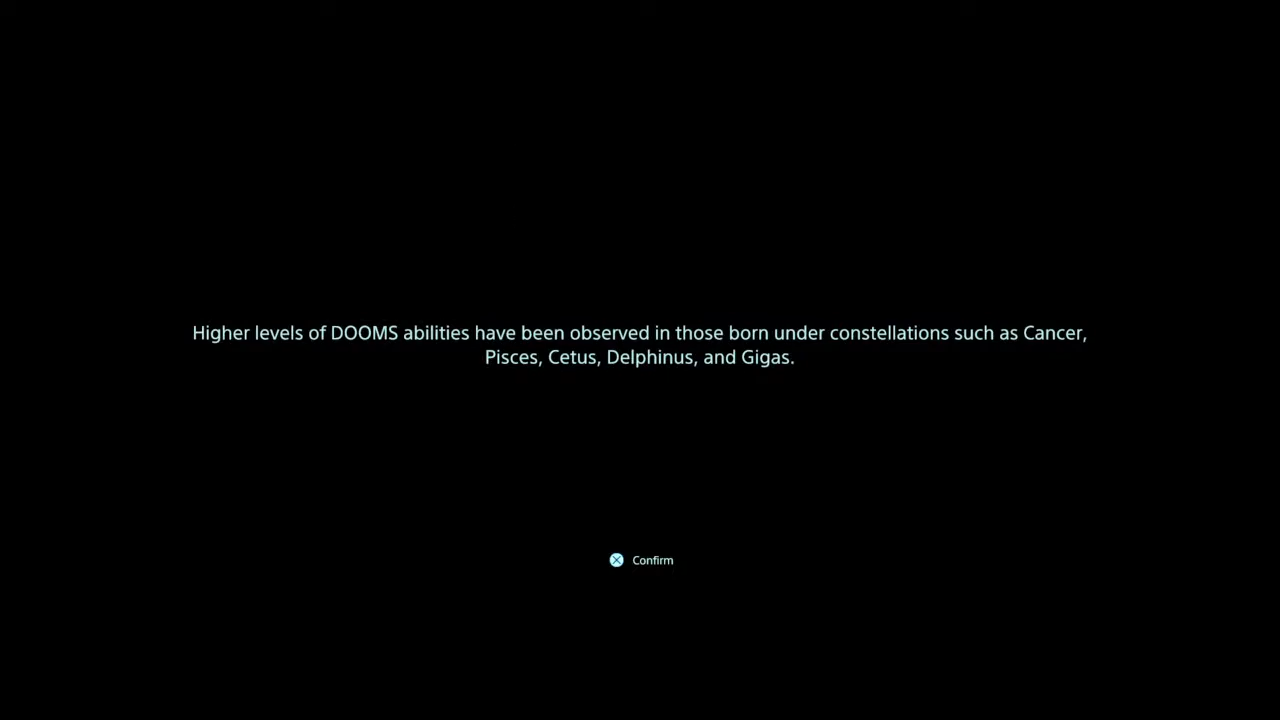 Higher levels of DOOMS abilities have been observed in those born under constellations such as Cancer,
Pisces, Cetus, Delphinus, and Gigas.
Confirm